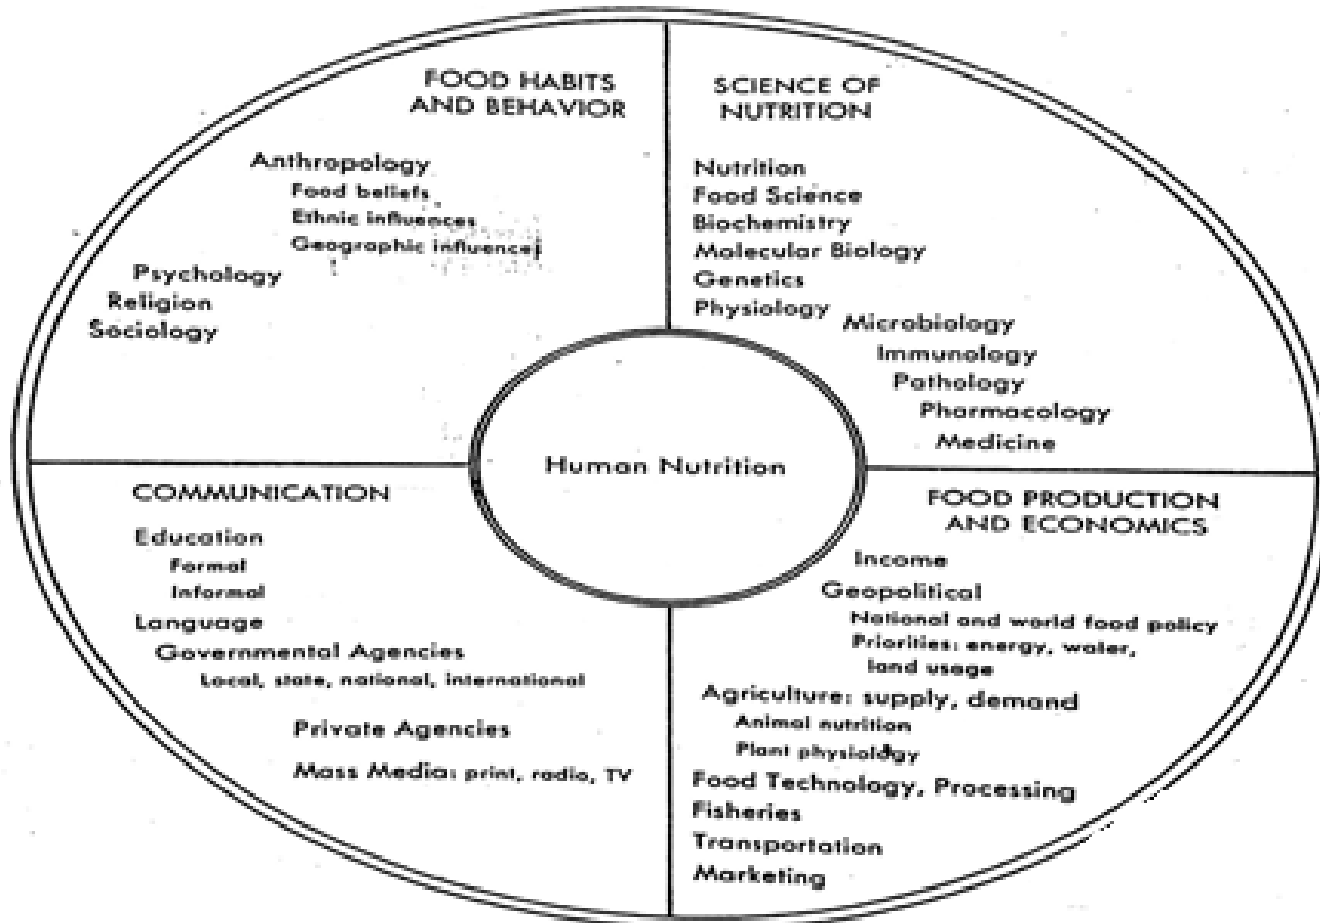 FOOD HABITS
AND BEHAVIOR
Anthropology
Food beliefs
Ethnic influences
Geographic influences
Psychology
Religion
Sociology
SCIENCE OF
NUTRITION
Nutrition
Food Science
Biochemistry
Molecular Biology
Genetics
Physiology
Microbiology
Immunology
Pathology
Pharmacology
Medicine
Human Nutrition
COMMUNICATION
Education
Formal
Informal
Language
Governmental Agencies
Local, state, national, international
Private Agencies
Mass Media: print, radio, TV
FOOD PRODUCTION
AND ECONOMICS
Income
Geopolitical
National and world food policy
Priorities: energy, water,
land usage
Agriculture: supply, demand
Animal nutrition
Plant physiology
Food Technology, Processing
Fisheries
Transportation
Marketing